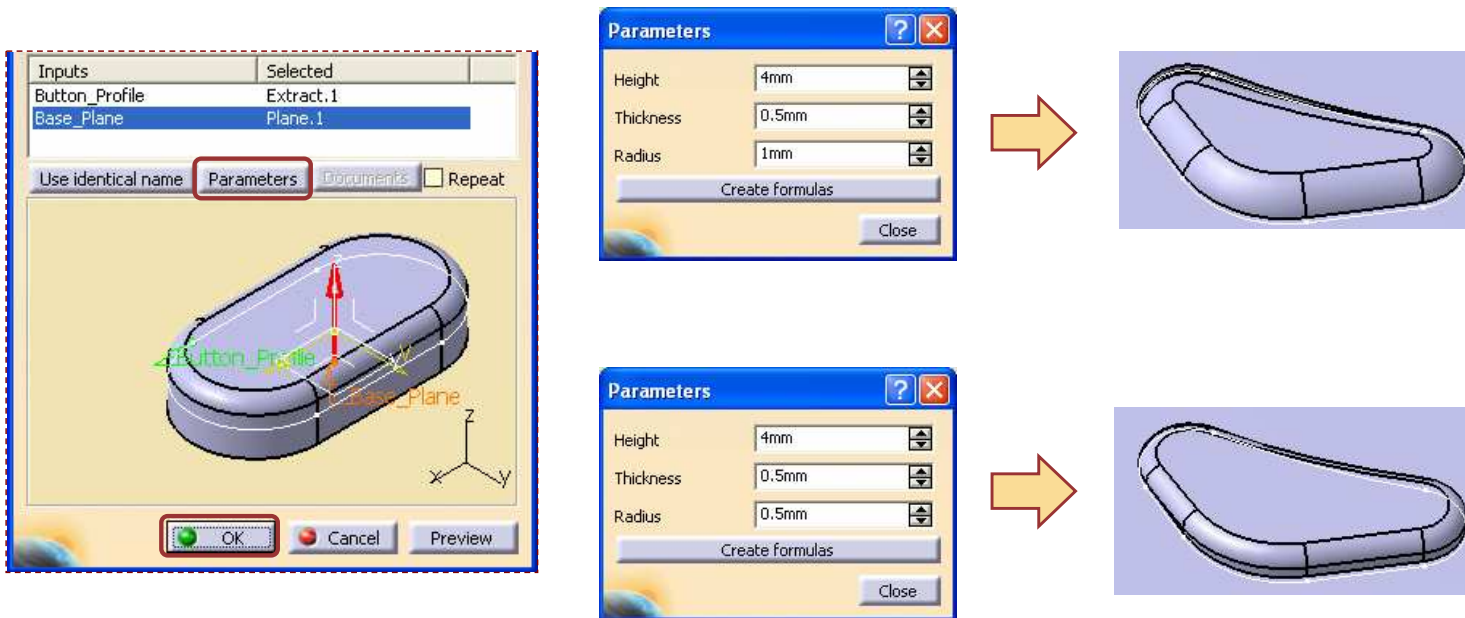 Inputs Selected
Button_Profile Extract.1
Base_Plane Plane.1
Use identical name Parameters Documents Repeat
z
Button_Profile
y
Base_Plane
z
x y
OK Cancel Preview
Parameters
Height 4mm
Thickness 0.5mm
Radius 1mm
Create formulas
Close
Parameters
Height 4mm
Thickness 0.5mm
Radius 0.5mm
Create formulas
Close